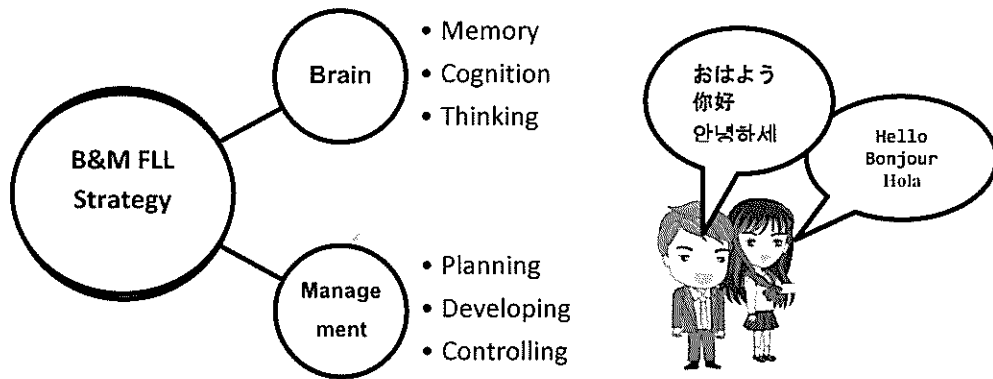 B&M FLL
Strategy
Brain
• Memory
• Cognition
• Thinking
Manage
ment
• Planning
• Developing
• Controlling
おはよう
你好
안녕하세
Hello
Bonjour
Hola